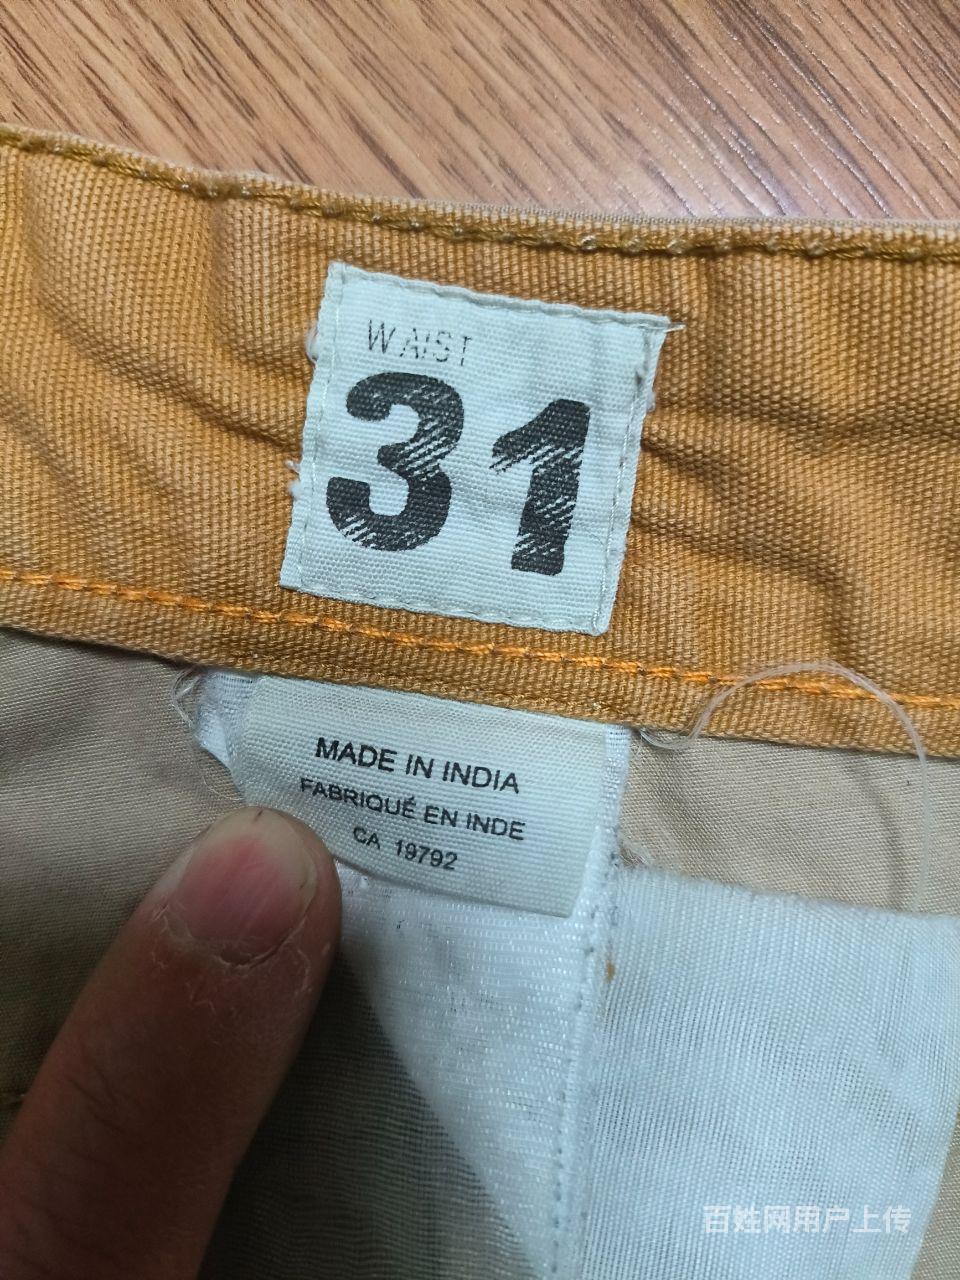 WAIST
31
MADE IN INDIA
FABRIQUÉ EN INDE
CA 19792
百姓网用户上传